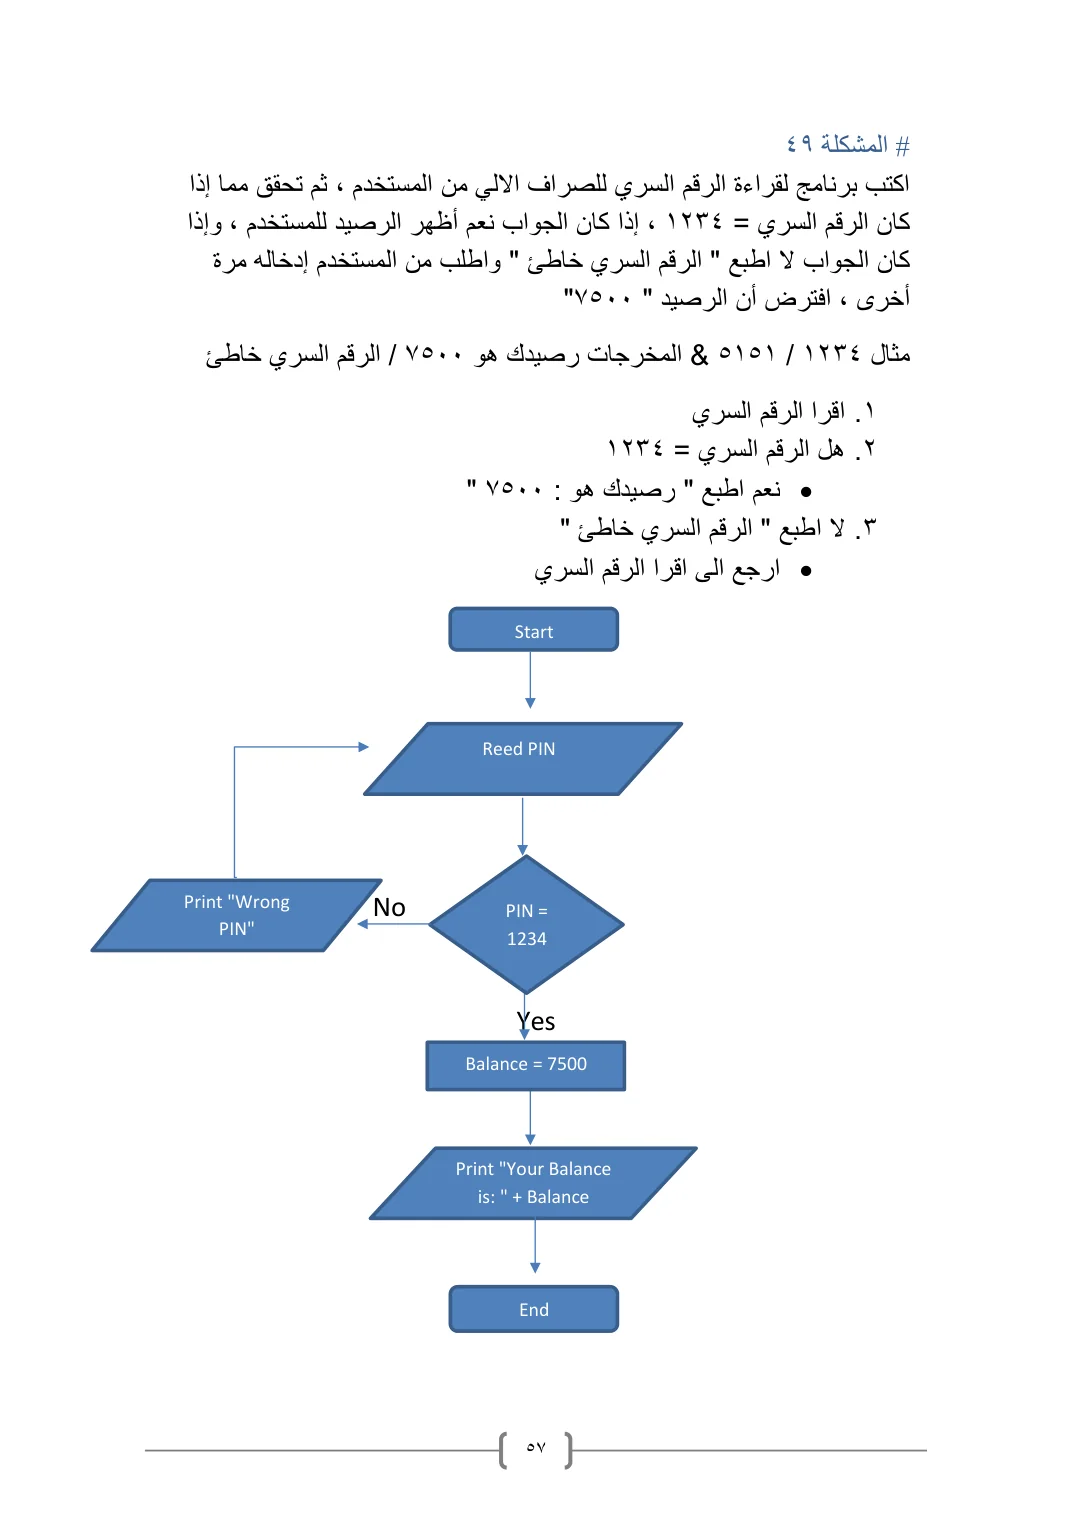 # المشكلة ٤٩
اكتب برنامج لقراءة الرقم السري للصراف الالي من المستخدم ، ثم تحقق مما إذا
كان الرقم السري = ١٢٣٤ ، إذا كان الجواب نعم أظهر الرصيد للمستخدم ، وإذا
كان الجواب لا اطبع " الرقم السري خاطئ " واطلب من المستخدم إدخاله مرة
أخرى ، افترض أن الرصيد " ٧٥٠٠"
مثال ١٢٣٤ / ٥١٥١ & المخرجات رصيدك هو ٧٥٠٠ / الرقم السري خاطئ
١. اقرا الرقم السري
٢. هل الرقم السري = ١٢٣٤
• نعم اطبع " رصيدك هو : ٧٥٠٠ "
٣. لا اطبع " الرقم السري خاطئ "
• ارجع الى اقرا الرقم السري
Start
Reed PIN
Print "Wrong
PIN"
No
PIN =
1234
Yes
Balance = 7500
Print "Your Balance
is: " + Balance
End
٥٧